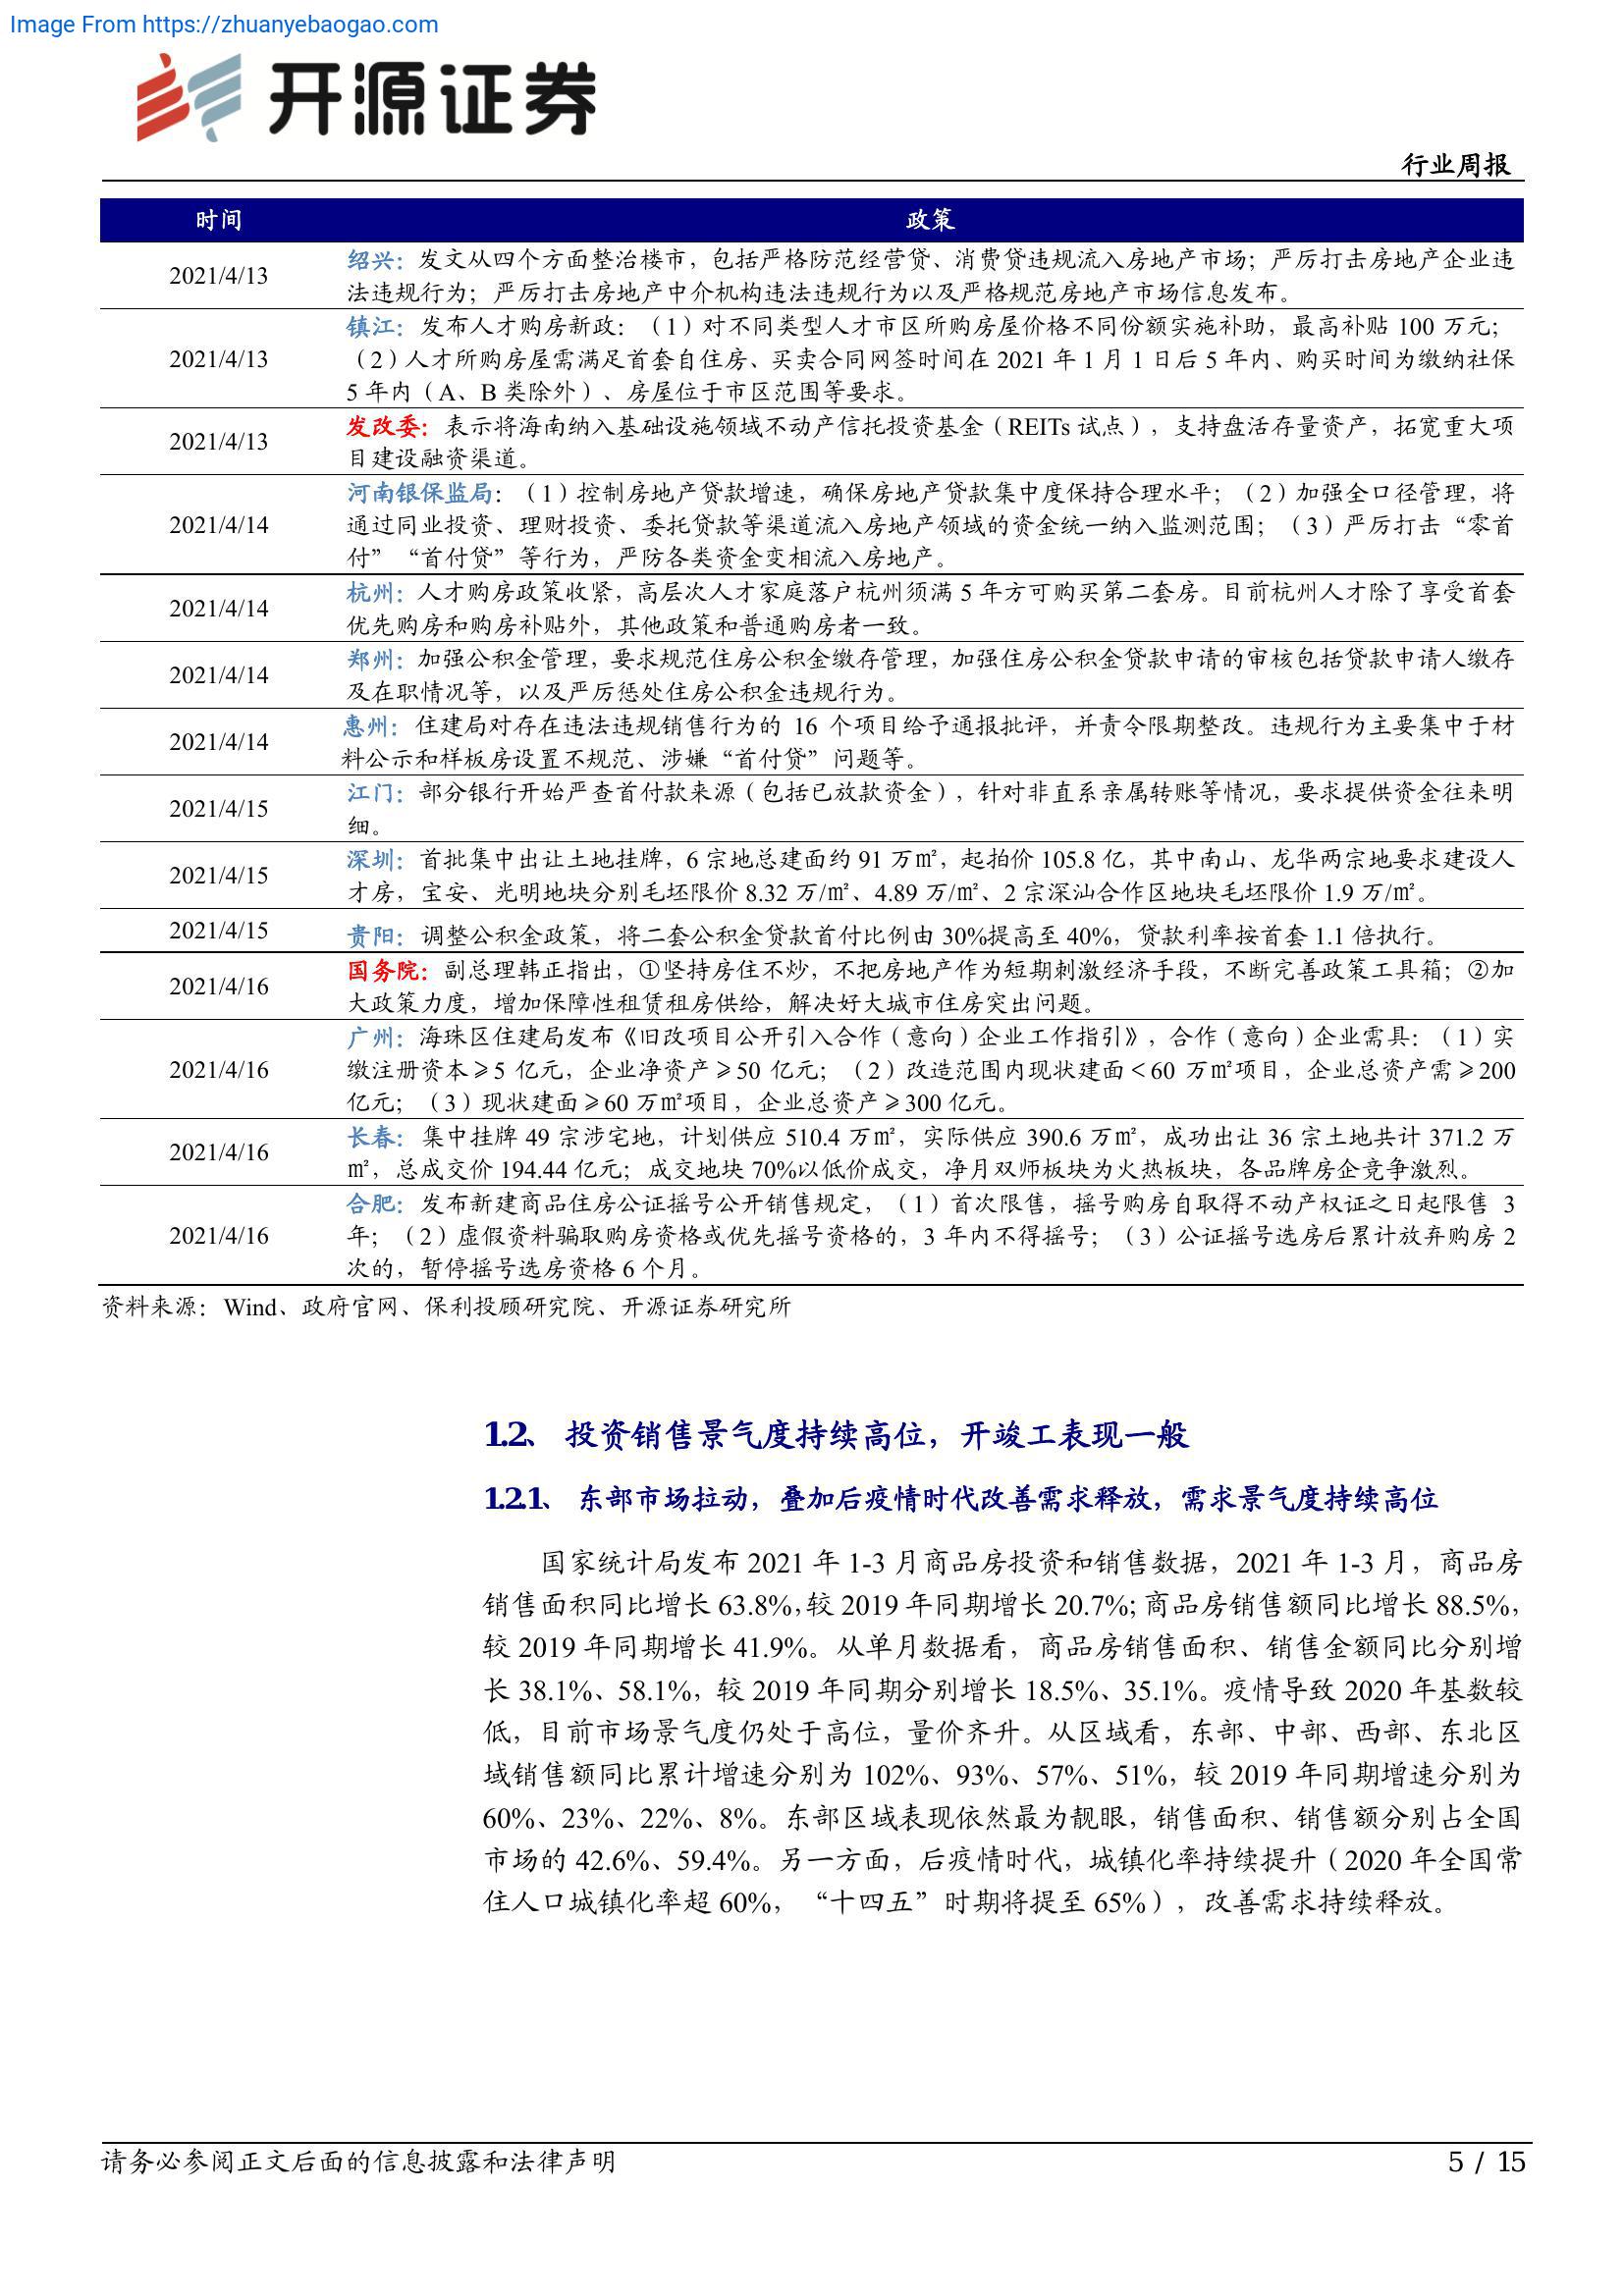 Image From https://zhuanyebaogao.com
开源证券
行业周报
时间 政策
2021/4/13 绍兴：发文从四个方面整治楼市，包括严格防范经营贷、消费贷违规流入房地产市场；严厉打击房地产企业违
法违规行为；严厉打击房地产中介机构违法违规行为以及严格规范房地产市场信息发布。
2021/4/13 镇江：发布人才购房新政：（1）对不同类型人才市区所购房屋价格不同份额实施补助，最高补贴 100 万元；
（2）人才所购房屋需满足首套自住房、买卖合同网签时间在 2021 年 1 月 1 日后 5 年内、购买时间为缴纳社保
5 年内（A、B 类除外）、房屋位于市区范围等要求。
2021/4/13 发改委：表示将海南纳入基础设施领域不动产信托投资基金（REITs 试点），支持盘活存量资产，拓宽重大项
目建设融资渠道。
2021/4/14 河南银保监局：（1）控制房地产贷款增速，确保房地产贷款集中度保持合理水平；（2）加强全口径管理，将
通过同业投资、理财投资、委托贷款等渠道流入房地产领域的资金统一纳入监测范围；（3）严厉打击“零首
付”“首付贷”等行为，严防各类资金变相流入房地产。
2021/4/14 杭州：人才购房政策收紧，高层次人才家庭落户杭州须满 5 年方可购买第二套房。目前杭州人才除了享受首套
优先购房和购房补贴外，其他政策和普通购房者一致。
2021/4/14 郑州：加强公积金管理，要求规范住房公积金缴存管理，加强住房公积金贷款申请的审核包括贷款申请人缴存
及在职情况等，以及严厉惩处住房公积金违规行为。
2021/4/14 惠州：住建局对存在违法违规销售行为的 16 个项目给予通报批评，并责令限期整改。违规行为主要集中于材
料公示和样板房设置不规范、涉嫌“首付贷”问题等。
2021/4/15 江门：部分银行开始严查首付款来源（包括已放款资金），针对非直系亲属转账等情况，要求提供资金往来明
细。
2021/4/15 深圳：首批集中出让土地挂牌，6 宗地总建面约 91 万㎡，起拍价 105.8 亿，其中南山、龙华两宗地要求建设人
才房，宝安、光明地块分别毛坯限价 8.32 万/㎡、4.89 万/㎡、2 宗深汕合作区地块毛坯限价 1.9 万/㎡。
2021/4/15 贵阳：调整公积金政策，将二套公积金贷款首付比例由 30%提高至 40%，贷款利率按首套 1.1 倍执行。
2021/4/16 国务院：副总理韩正指出，①坚持房住不炒，不把房地产作为短期刺激经济手段，不断完善政策工具箱；②加
大政策力度，增加保障性租赁租房供给，解决好大城市住房突出问题。
2021/4/16 广州：海珠区住建局发布《旧改项目公开引入合作（意向）企业工作指引》，合作（意向）企业需具：（1）实
缴注册资本≥5 亿元，企业净资产≥50 亿元；（2）改造范围内现状建面＜60 万㎡项目，企业总资产需≥200
亿元；（3）现状建面≥60 万㎡项目，企业总资产≥300 亿元。
2021/4/16 长春：集中挂牌 49 宗涉宅地，计划供应 510.4 万㎡，实际供应 390.6 万㎡，成功出让 36 宗土地共计 371.2 万
㎡，总成交价 194.44 亿元；成交地块 70%以低价成交，净月双师板块为火热板块，各品牌房企竞争激烈。
2021/4/16 合肥：发布新建商品住房公证摇号公开销售规定，（1）首次限售，摇号购房自取得不动产权证之日起限售 3
年；（2）虚假资料骗取购房资格或优先摇号资格的，3 年内不得摇号；（3）公证摇号选房后累计放弃购房 2
次的，暂停摇号选房资格 6 个月。
资料来源：Wind、政府官网、保利投顾研究院、开源证券研究所
1.2、 投资销售景气度持续高位，开竣工表现一般
1.2.1、 东部市场拉动，叠加后疫情时代改善需求释放，需求景气度持续高位
国家统计局发布 2021 年 1-3 月商品房投资和销售数据，2021 年 1-3 月，商品房
销售面积同比增长 63.8%，较 2019 年同期增长 20.7%；商品房销售额同比增长 88.5%，
较 2019 年同期增长 41.9%。从单月数据看，商品房销售面积、销售金额同比分别增
长 38.1%、58.1%，较 2019 年同期分别增长 18.5%、35.1%。疫情导致 2020 年基数较
低，目前市场景气度仍处于高位，量价齐升。从区域看，东部、中部、西部、东北区
域销售额同比累计增速分别为 102%、93%、57%、51%，较 2019 年同期增速分别为
60%、23%、22%、8%。东部区域表现依然最为靓眼，销售面积、销售额分别占全国
市场的 42.6%、59.4%。另一方面，后疫情时代，城镇化率持续提升（2020 年全国常
住人口城镇化率超 60%，“十四五”时期将提至 65%），改善需求持续释放。
请务必参阅正文后面的信息披露和法律声明 5 / 15